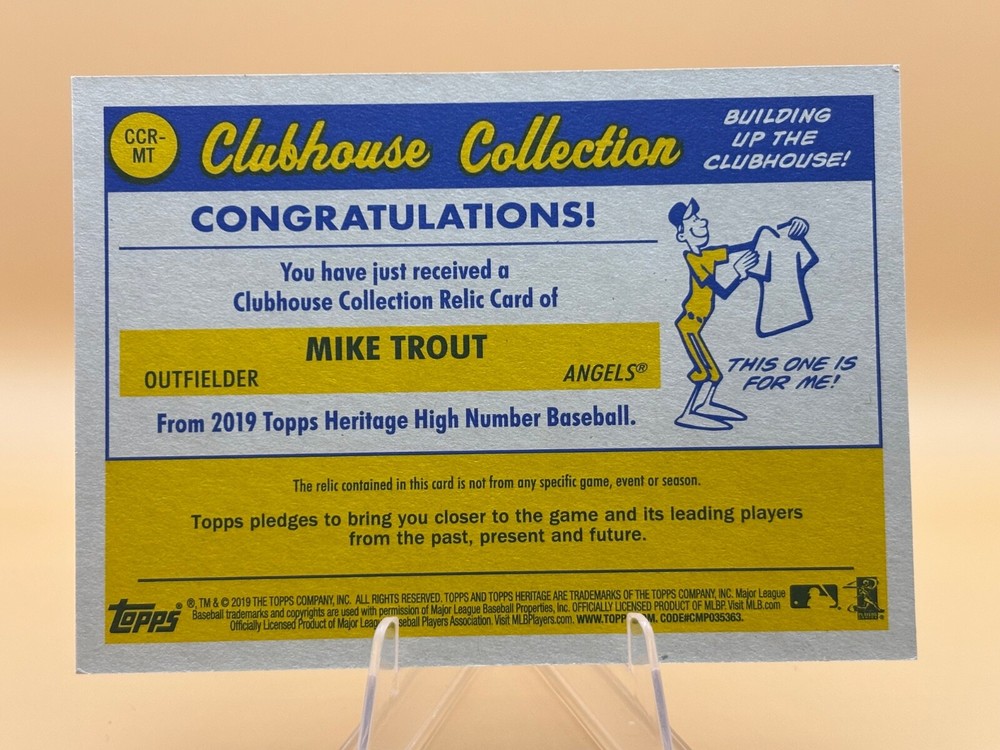 CCR-
MT
Clubhouse Collection
BUILDING
UP THE
CLUBHOUSE!
CONGRATULATIONS!
You have just received a
Clubhouse Collection Relic Card of
MIKE TROUT
OUTFIELDER
ANGELS®
From 2019 Topps Heritage High Number Baseball.
THIS ONE IS
FOR ME!
The relic contained in this card is not from any specific game, event or season.
Topps pledges to bring you closer to the game and its leading players
from the past, present and future.
Topps®
®, TM & © 2019 THE TOPPS COMPANY, INC. ALL RIGHTS RESERVED. TOPPS AND TOPPS HERITAGE ARE TRADEMARKS OF THE TOPPS COMPANY, INC. Major League
Baseball trademarks and copyrights are used with permission of Major League Baseball Properties, Inc. OFFICIALLY LICENSED PRODUCT OF MLBP. Visit MLB.com
Officially Licensed Product of Major Leag seball Players Association. Visit MLBPlayers.com. WWW.TOPP OM. CODE#CMP035363.